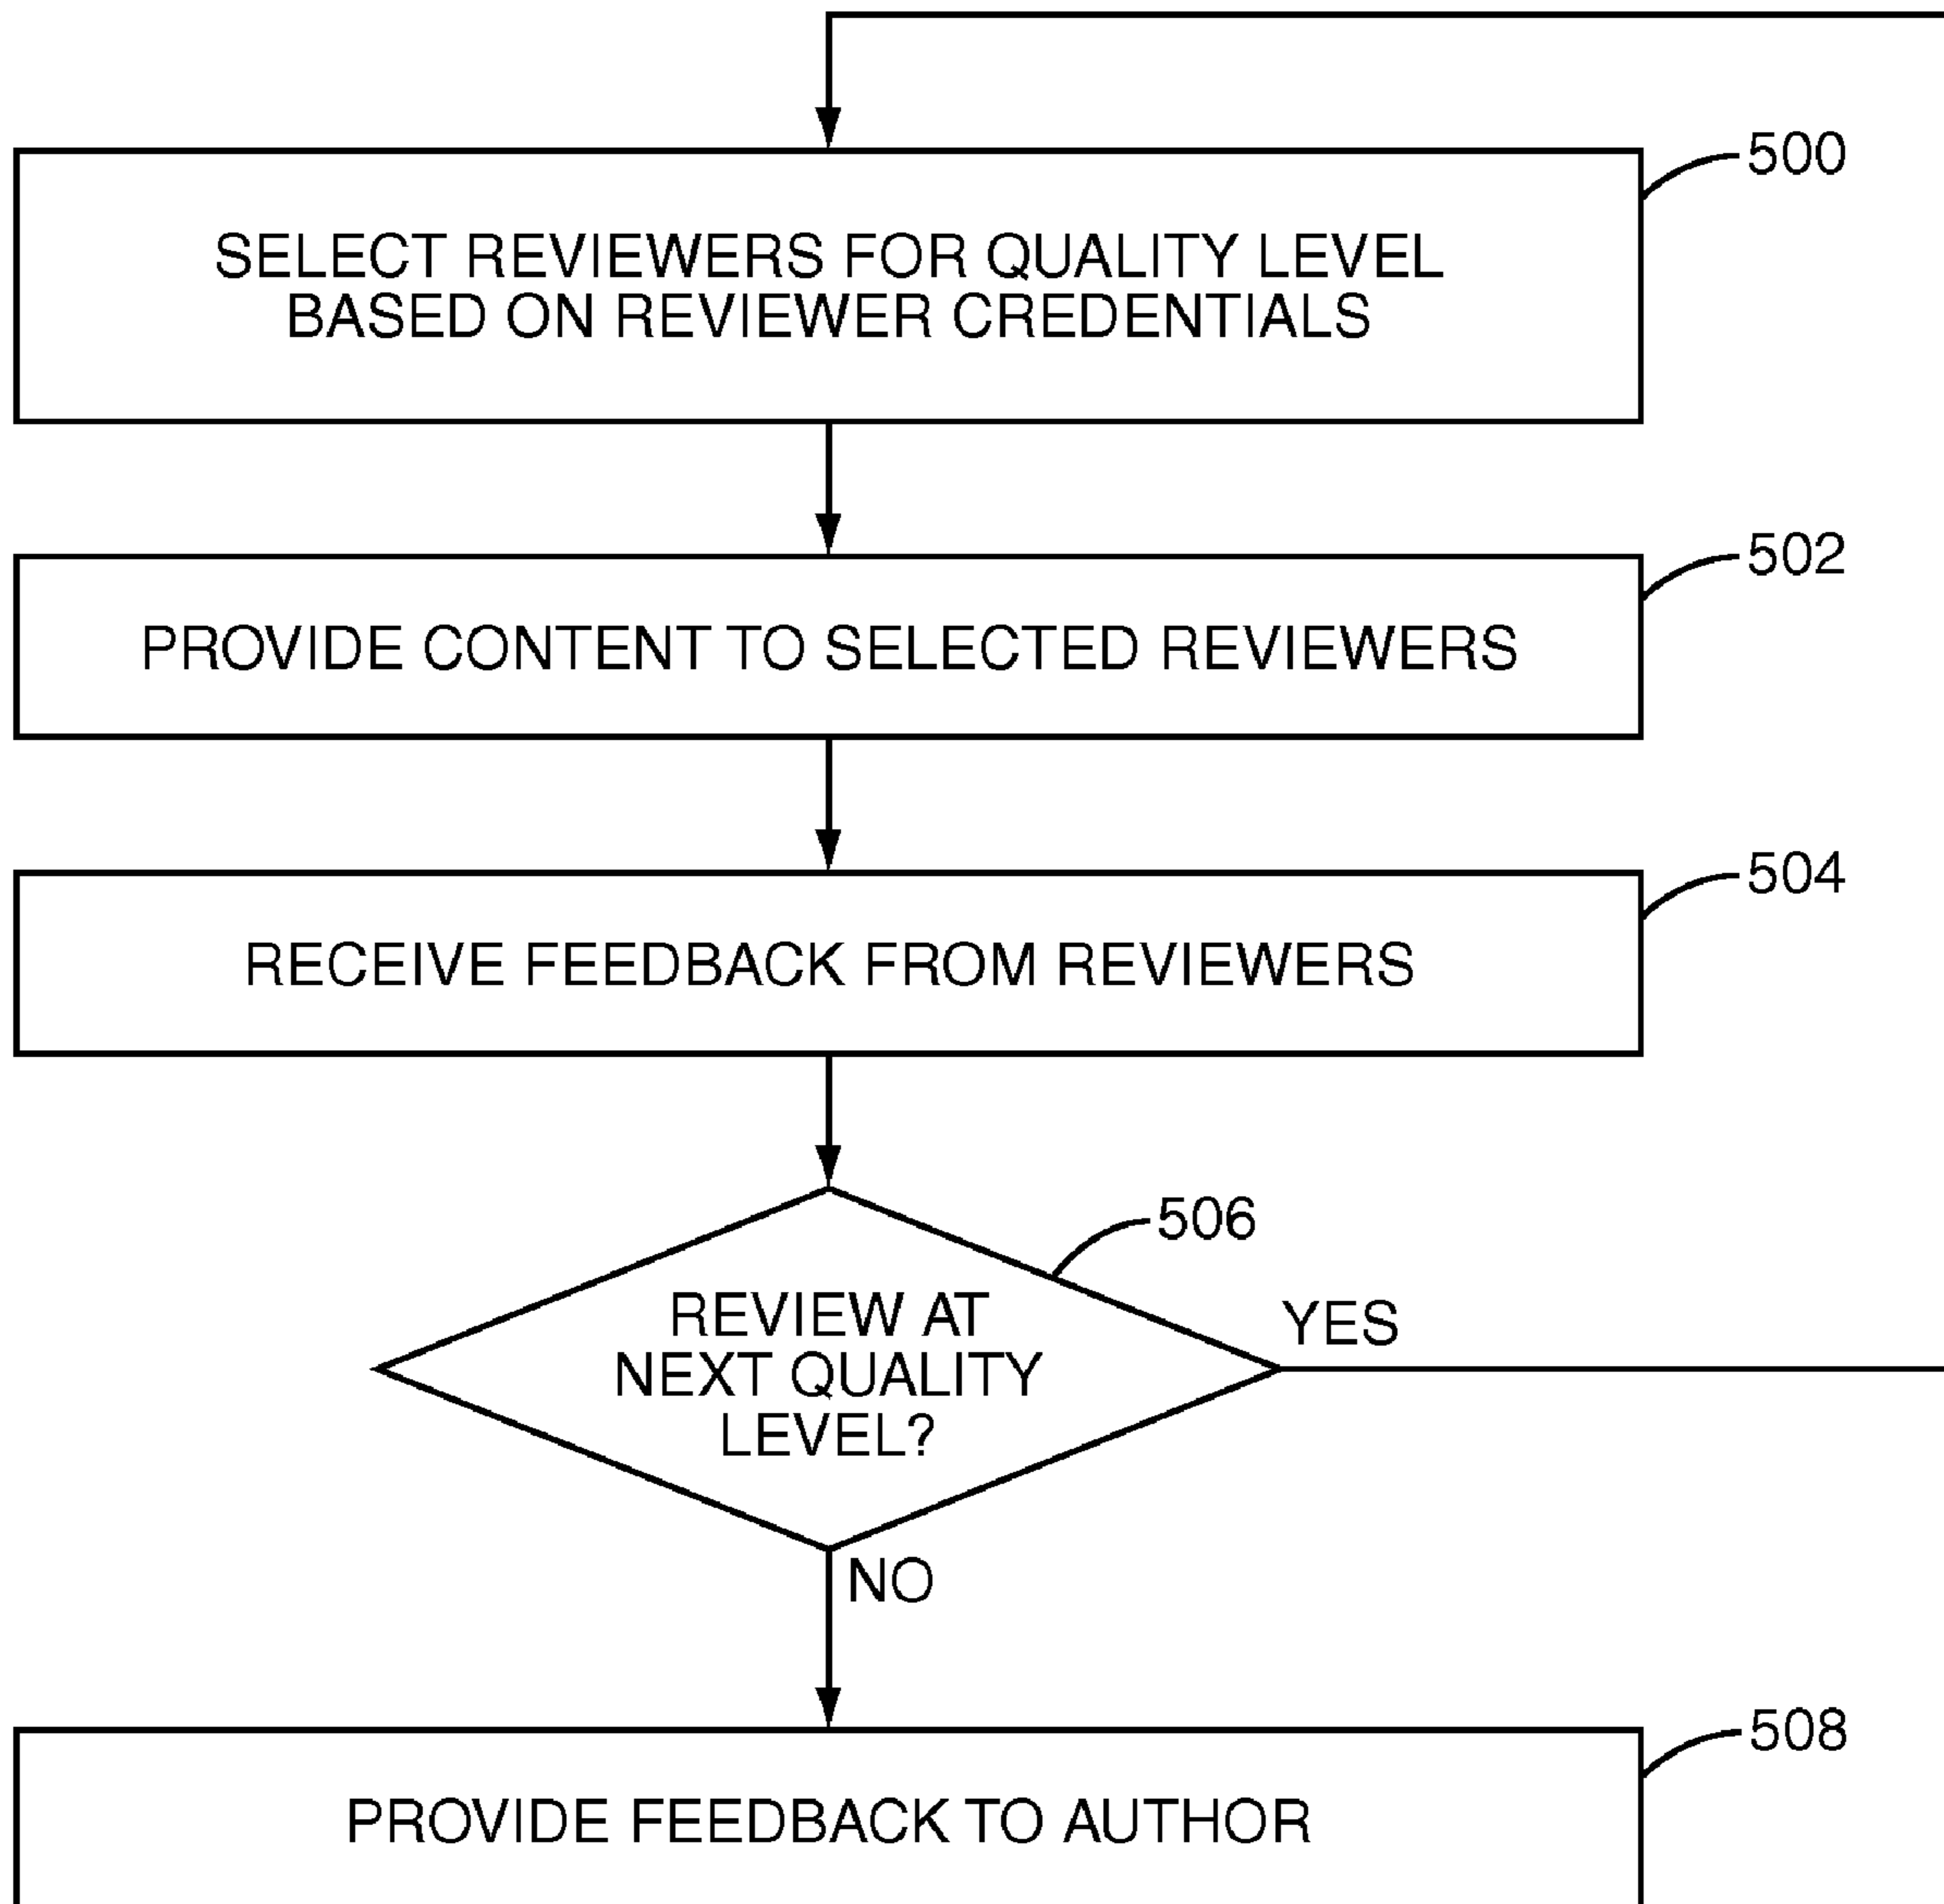 500
SELECT REVIEWERS FOR QUALITY LEVEL
BASED ON REVIEWER CREDENTIALS
502
PROVIDE CONTENT TO SELECTED REVIEWERS
504
RECEIVE FEEDBACK FROM REVIEWERS
506
REVIEW AT
NEXT QUALITY
LEVEL?
YES
NO
508
PROVIDE FEEDBACK TO AUTHOR